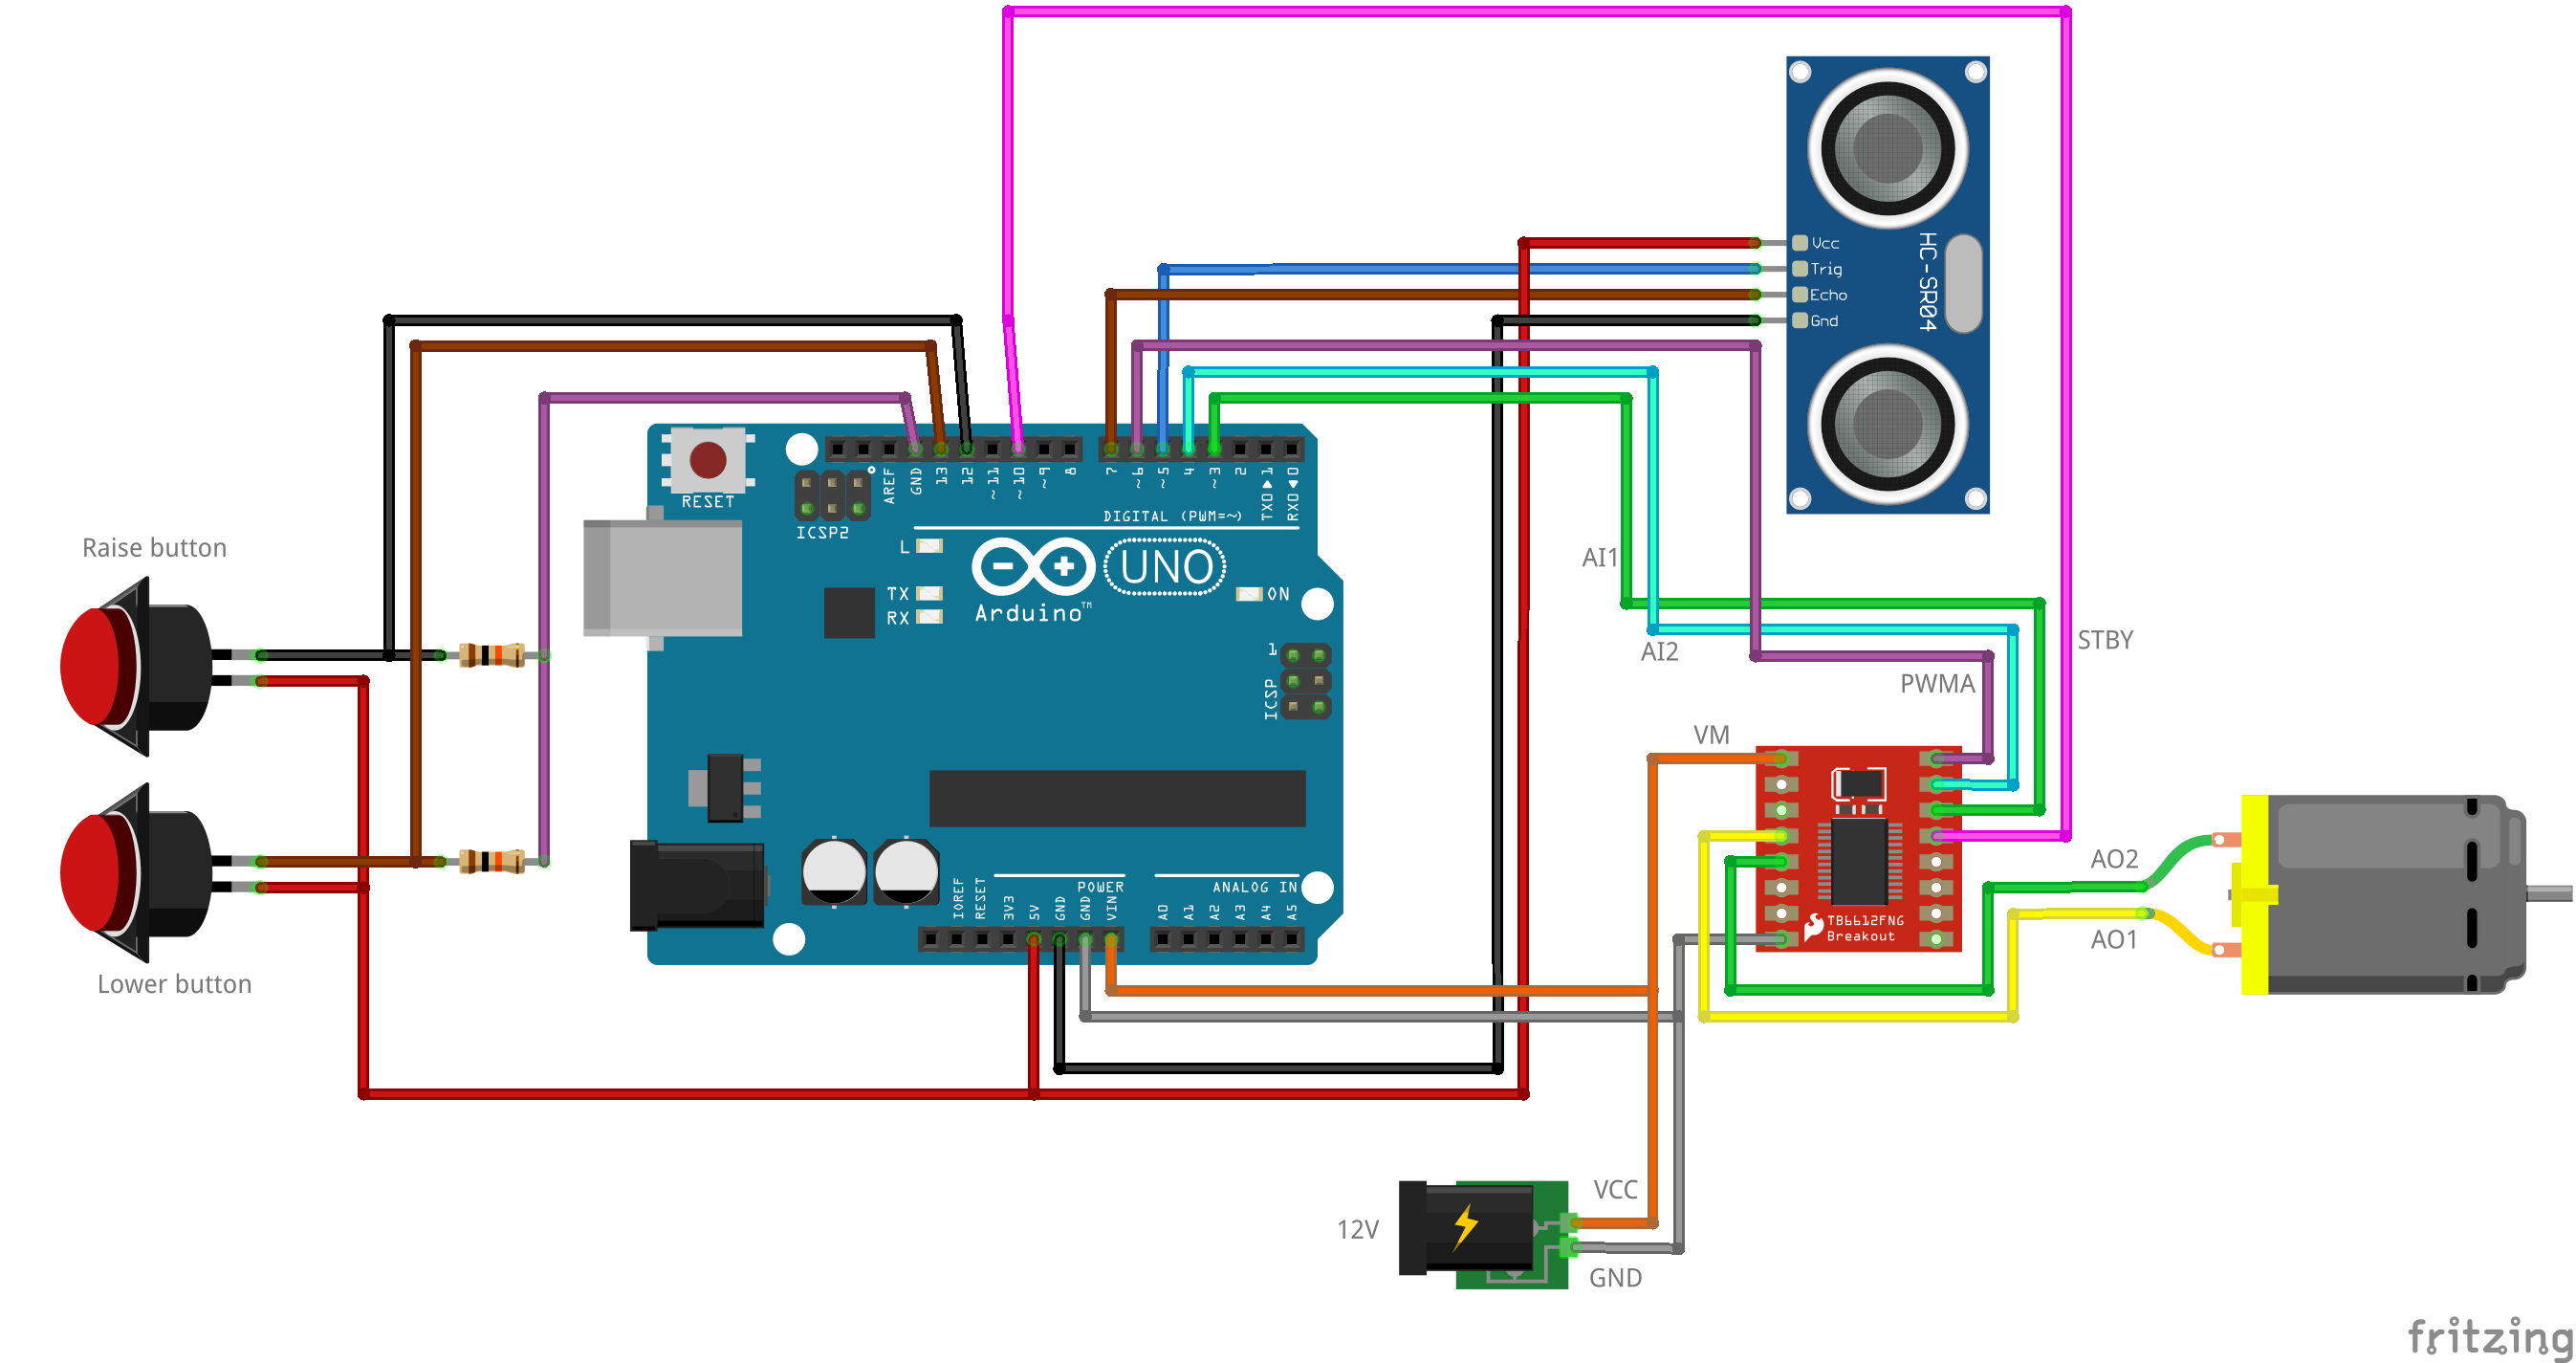 Vcc
Trig
Echo
Gnd
HC-SR04
RESET
ICSP2
AREF
GND
13
12
~11
~10
~9
8
7
~6
~5
4
~3
2
TX0▶1
RX0◀0
DIGITAL (PWM=~)
L
TX
RX
UNO
Arduino™
ON
1
ICSP
Raise button
Lower button
AI1
AI2
PWMA
STBY
VM
TB6612FNG
Breakout
AO2
AO1
POWER
ANALOG IN
IOREF
RESET
3V3
5V
GND
GND
VIN
A0
A1
A2
A3
A4
A5
12V
VCC
GND
fritzing